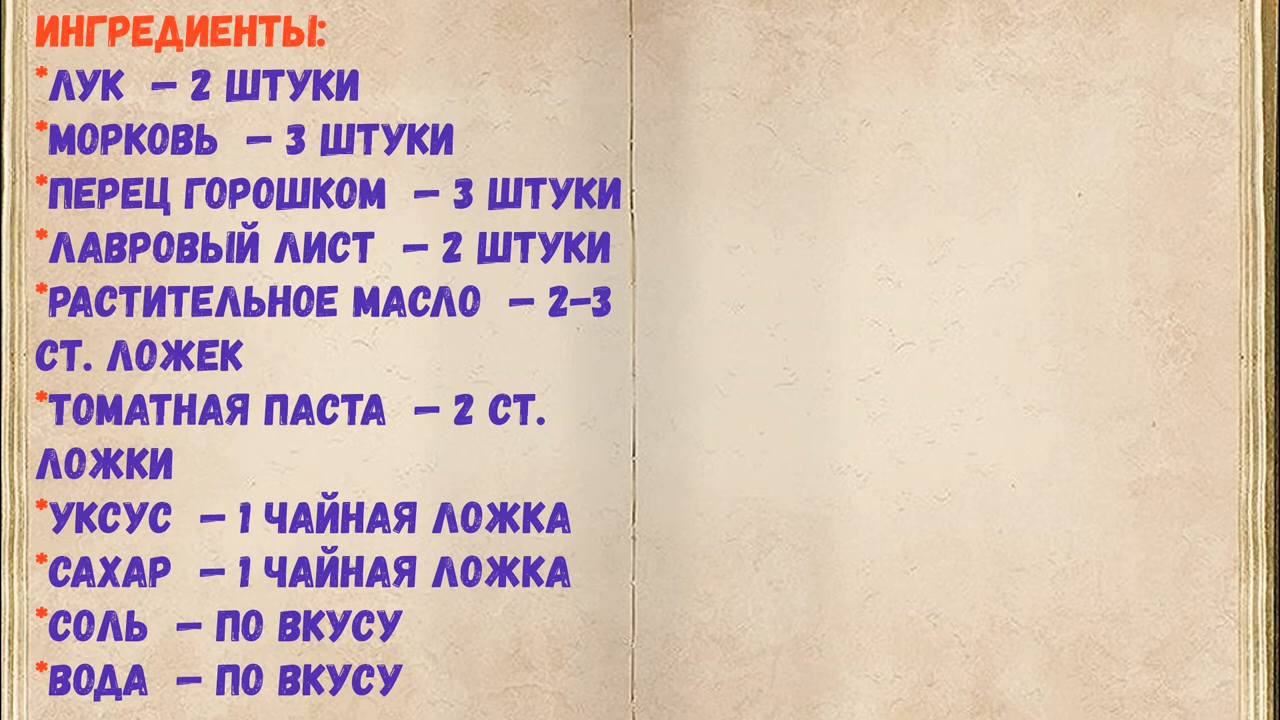 ИНГРЕДИЕНТЫ:
*ЛУК – 2 ШТУКИ
*МОРКОВЬ – 3 ШТУКИ
*ПЕРЕЦ ГОРОШКОМ – 3 ШТУКИ
*ЛАВРОВЫЙ ЛИСТ – 2 ШТУКИ
*РАСТИТЕЛЬНОЕ МАСЛО – 2-3
СТ. ЛОЖЕК
*ТОМАТНАЯ ПАСТА – 2 СТ.
ЛОЖКИ
*УКСУС – 1 ЧАЙНАЯ ЛОЖКА
*САХАР – 1 ЧАЙНАЯ ЛОЖКА
*СОЛЬ – ПО ВКУСУ
*ВОДА – ПО ВКУСУ